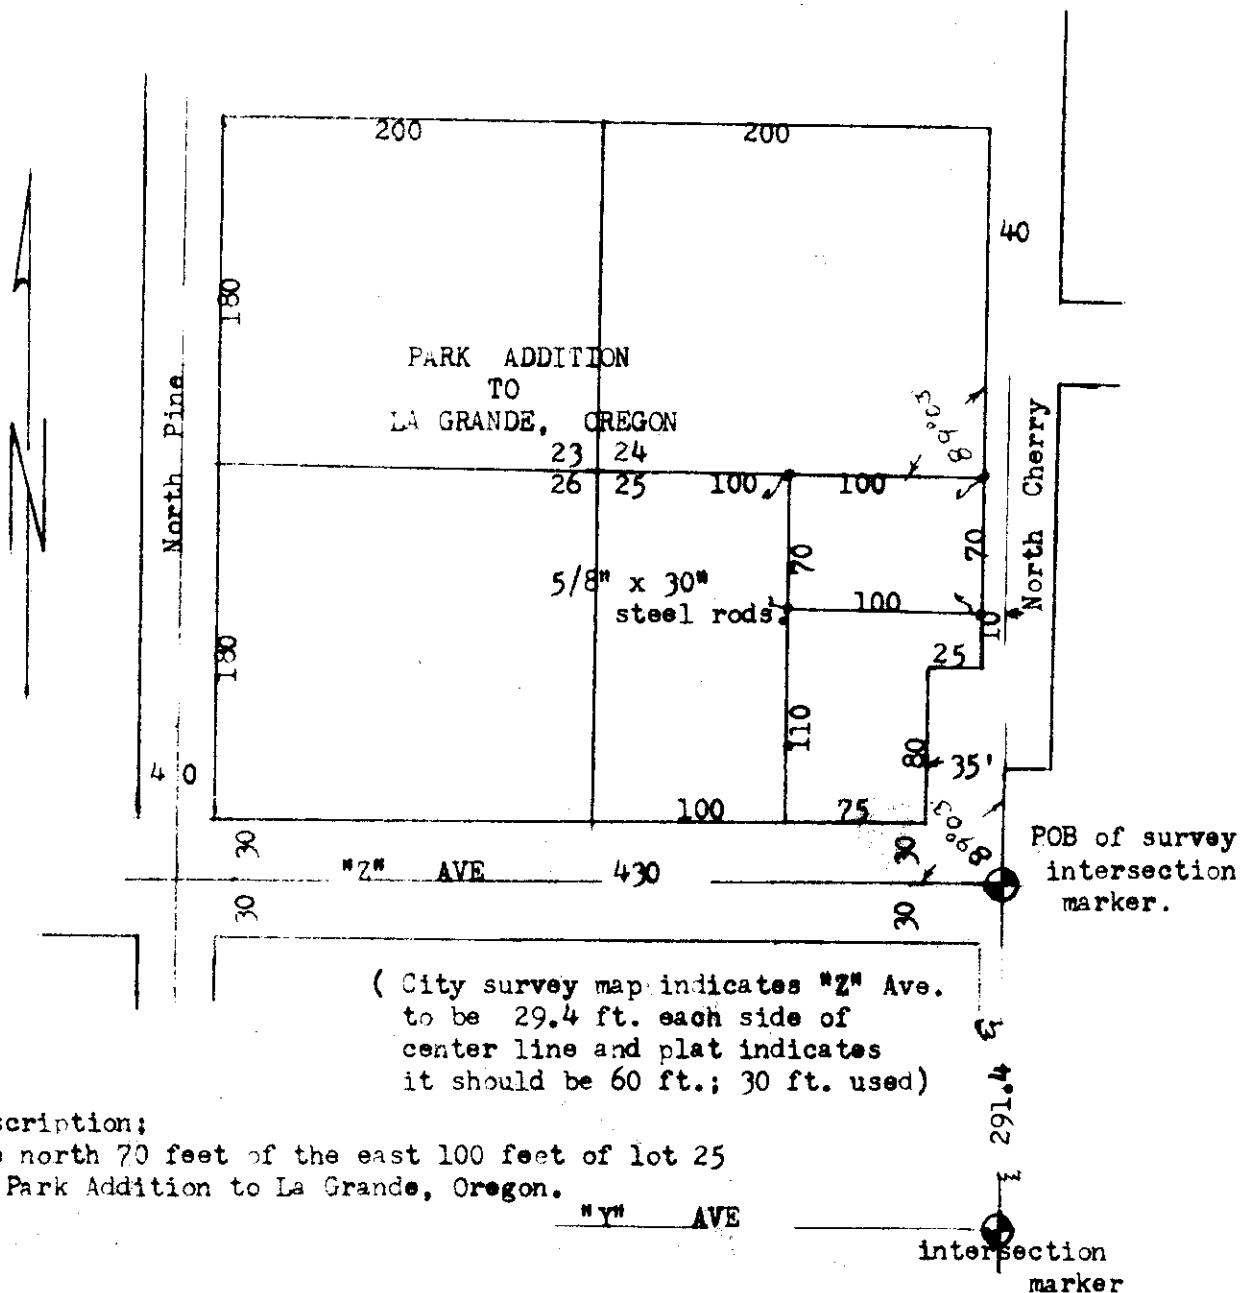 200
200
40
180
North Pine
PARK ADDITION
TO
LA GRANDE, OREGON
89°03
North Cherry
23 24
26 25
100
100
70
70
5/8" x 30"
steel rods.
100
10
25
180
110
80
35'
40
100
75
89°03
30
30
"Z" AVE 430
30
30
POB of survey
intersection
marker.
( City survey map indicates "Z" Ave.
to be 29.4 ft. each side of
center line and plat indicates
it should be 60 ft.; 30 ft. used)
291.4
scription;
e north 70 feet of the east 100 feet of lot 25
Park Addition to La Grande, Oregon.
"Y" AVE
intersection
marker
N